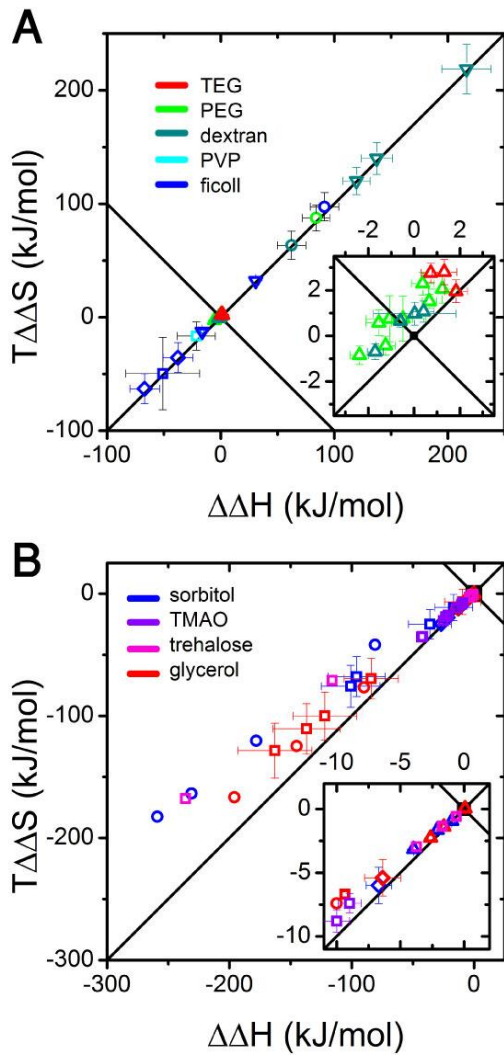 A
TEG
PEG
dextran
PVP
ficoll
200
100
0
-100
TΔΔS (kJ/mol)
-100
0
100
200
ΔΔH (kJ/mol)
-2
0
2
2
0
-2
B
sorbitol
TMAO
trehalose
glycerol
0
-100
-200
-300
TΔΔS (kJ/mol)
-300
-200
-100
0
ΔΔH (kJ/mol)
-10
-5
0
0
-5
-10